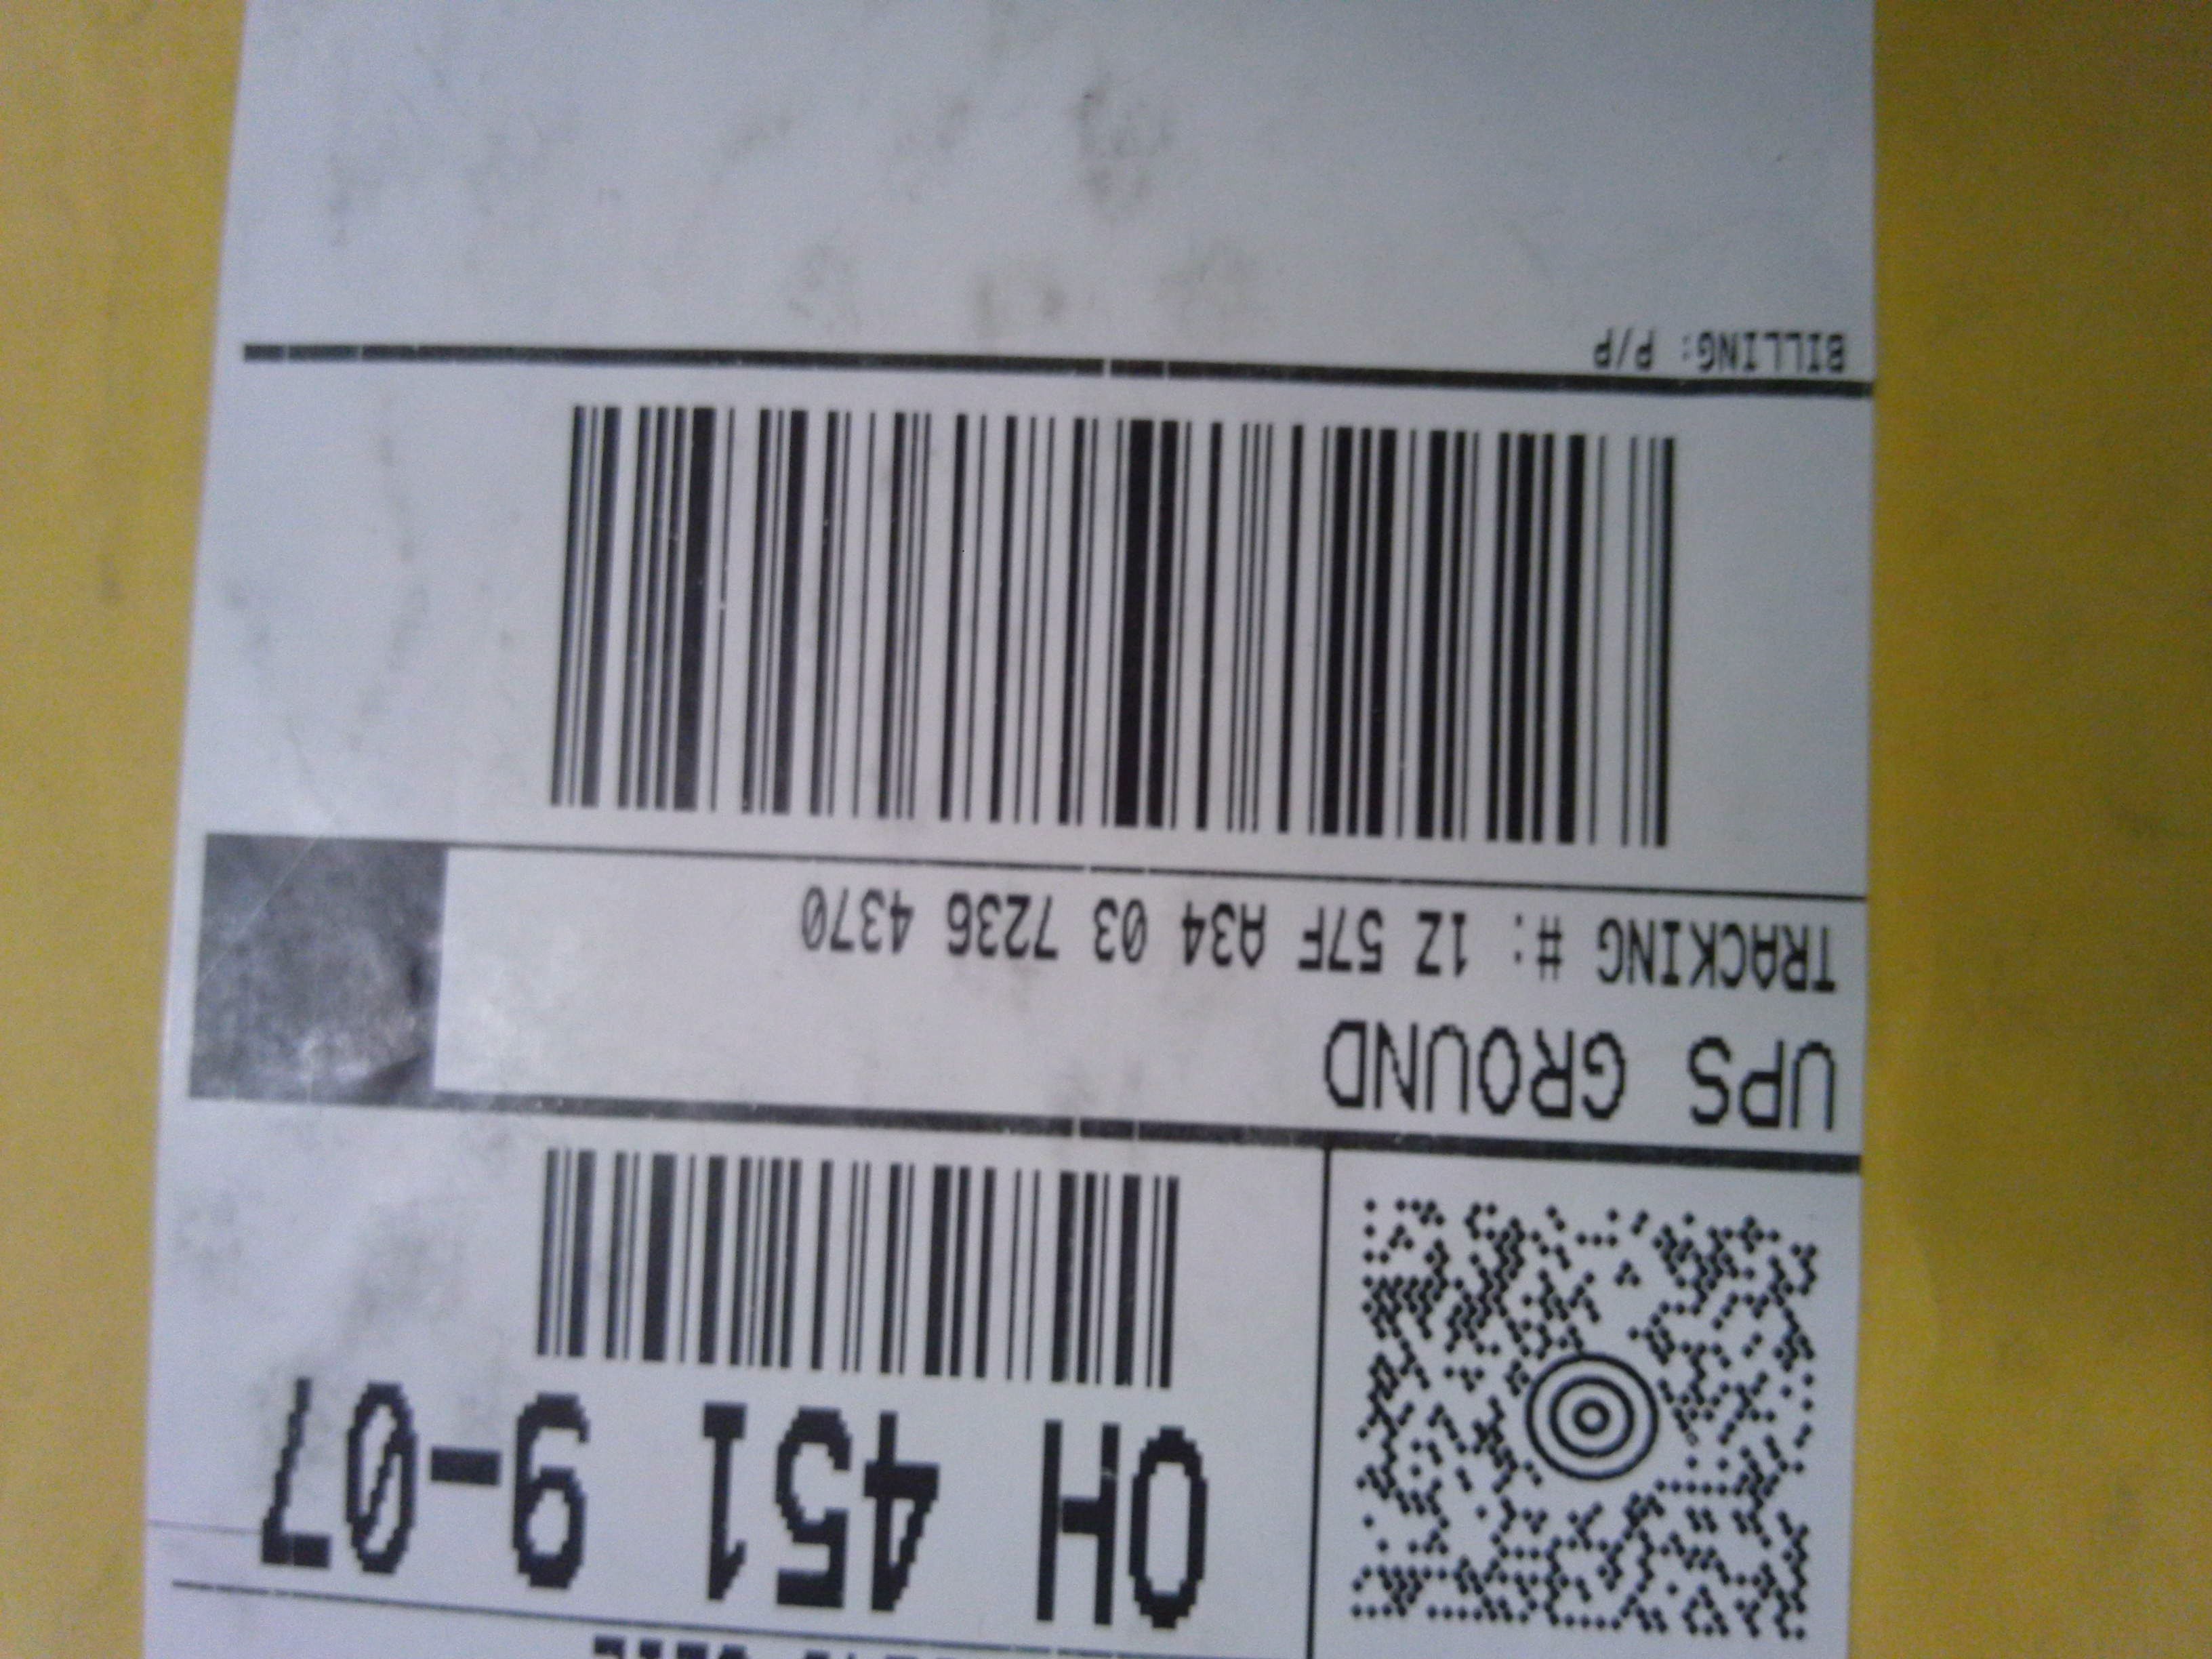 OH 451 9-07
UPS GROUND
TRACKING #: 1Z 57F A34 03 7236 4370
BILLING: P/P